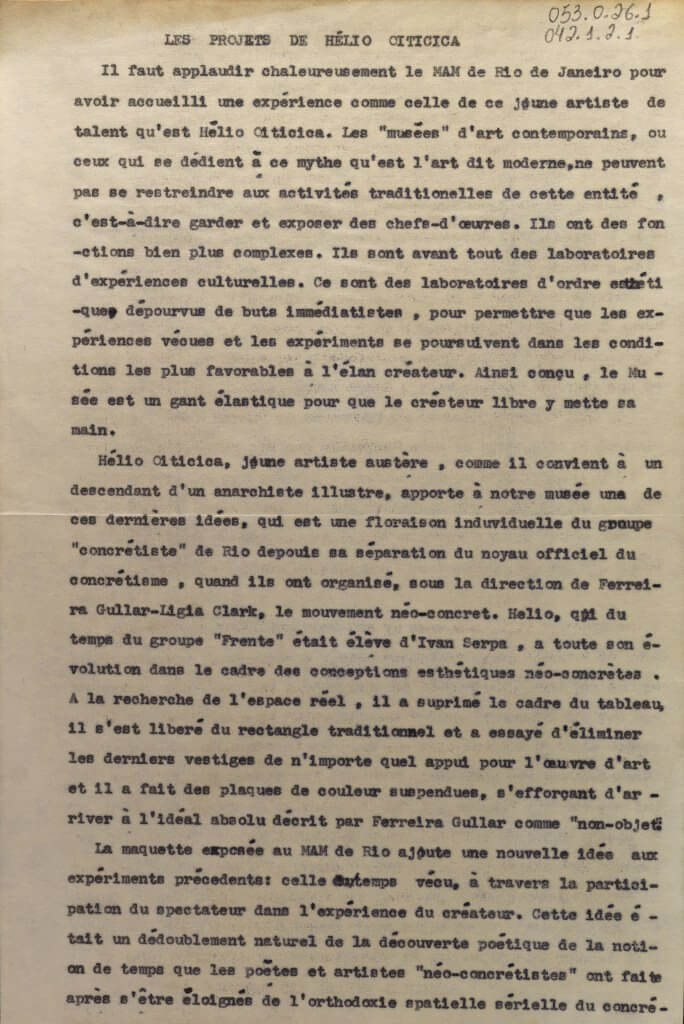 053.0.26.1
042.1.2.1.
LES PROJETS DE HÉLIO OITICICA
Il faut applaudir chaleureusement le MAM de Rio de Janeiro pour
avoir accueilli une expérience comme celle de ce jeune artiste de
talent qu'est Hélio Oiticica. Les "musées" d'art contemporains, ou
ceux qui se dédient à ce mythe qu'est l'art dit moderne,ne peuvent
pas se restreindre aux activités traditionelles de cette entité ,
c'est-à-dire garder et exposer des chefs-d'œuvres. Ils ont des fon
-ctions bien plus complexes. Ils sont avant tout des laboratoires
d'expériences culturelles. Ce sont des laboratoires d'ordre esthéti
-que, dépourvus de buts immédiatistes , pour permettre que les ex-
périences vécues et les expériments se poursuivent dans les condi-
tions les plus favorables à l'élan créateur. Ainsi conçu , le Mu -
sée est un gant élastique pour que le créateur libre y mette sa
main.
Hélio Oiticica, jeune artiste austère , comme il convient à un
descendant d'un anarchiste illustre, apporte à notre musée una de
ces dernières idées, qui est une floraison induviduelle du groupe
"concrétiste" de Rio depouis sa séparation du noyau officiel du
concrétisme , quand ils ont organisé, sous la direction de Ferrei-
ra Gullar-Ligia Clark, le mouvement néo-concret. Helio, qui du
temps du groupe "Frente" était élève d'Ivan Serpa , a toute son é-
volution dans le cadre des conceptions esthétiques néo-concrètes .
A la recherche de l'espace réel , il a suprimé le cadre du tableau,
il s'est liberé du rectangle traditionnel et a essayé d'éliminer
les derniers vestiges de n'importe quel appui pour l'œuvre d'art
et il a fait des plaques de couleur suspendues, s'efforçant d'ar -
river à l'idéal absolu décrit par Ferreira Gullar comme "non-objet".
La maquette exposée au MAM de Rio ajoute une nouvelle idée aux
expériments précedents: celle du temps vécu, à travers la partici-
pation du spectateur dans l'expérience du créateur. Cette idée é -
tait un dédoublement naturel de la découverte poétique de la noti-
on de temps que les poètes et artistes "néo-concrétistes" ont faite
après s'être éloignés de l'orthodoxie spatielle sérielle du concré-